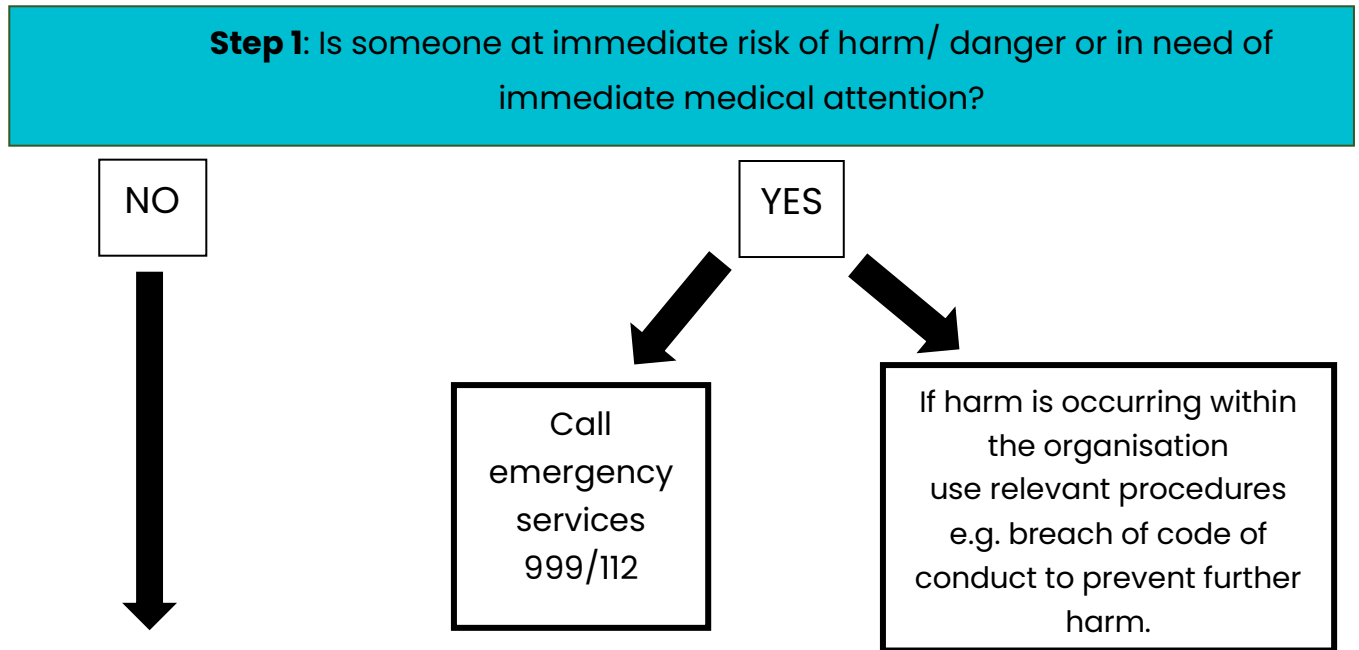 Step 1: Is someone at immediate risk of harm/ danger or in need of
immediate medical attention?
NO
YES
Call
emergency
services
999/112
If harm is occurring within
the organisation
use relevant procedures
e.g. breach of code of
conduct to prevent further
harm.